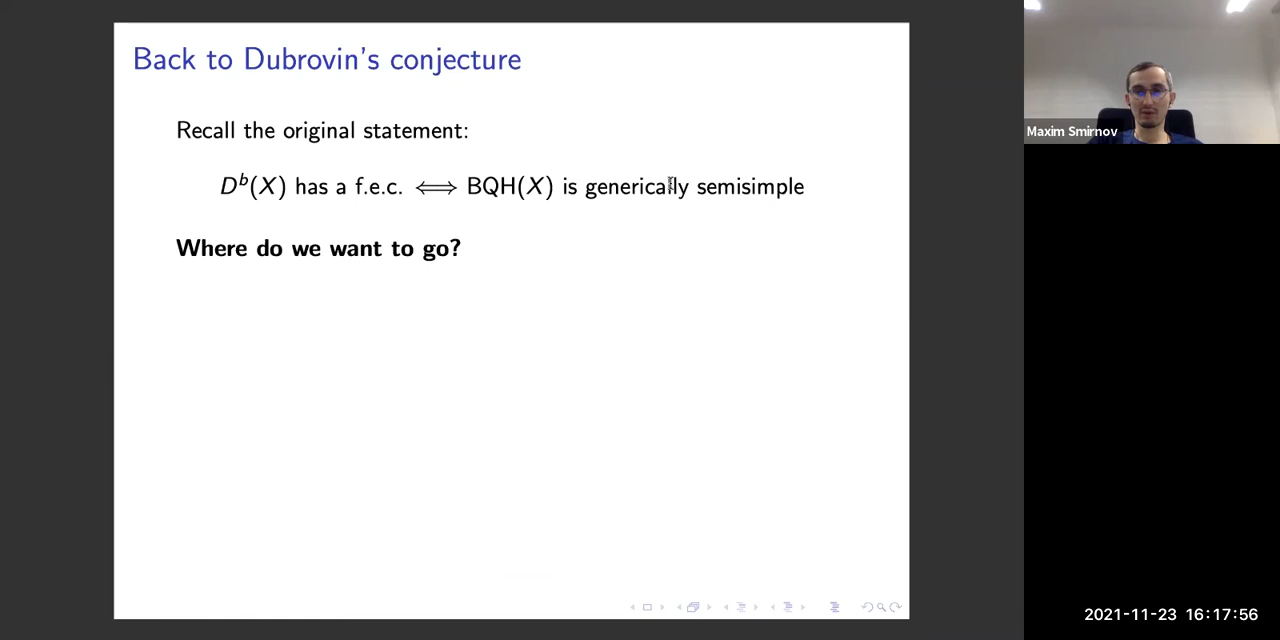 Back to Dubrovin's conjecture
Recall the original statement:
D^b(X) has a f.e.c. ⟺ BQH(X) is generically semisimple
Where do we want to go?
Maxim Smirnov
2021-11-23 16:17:56